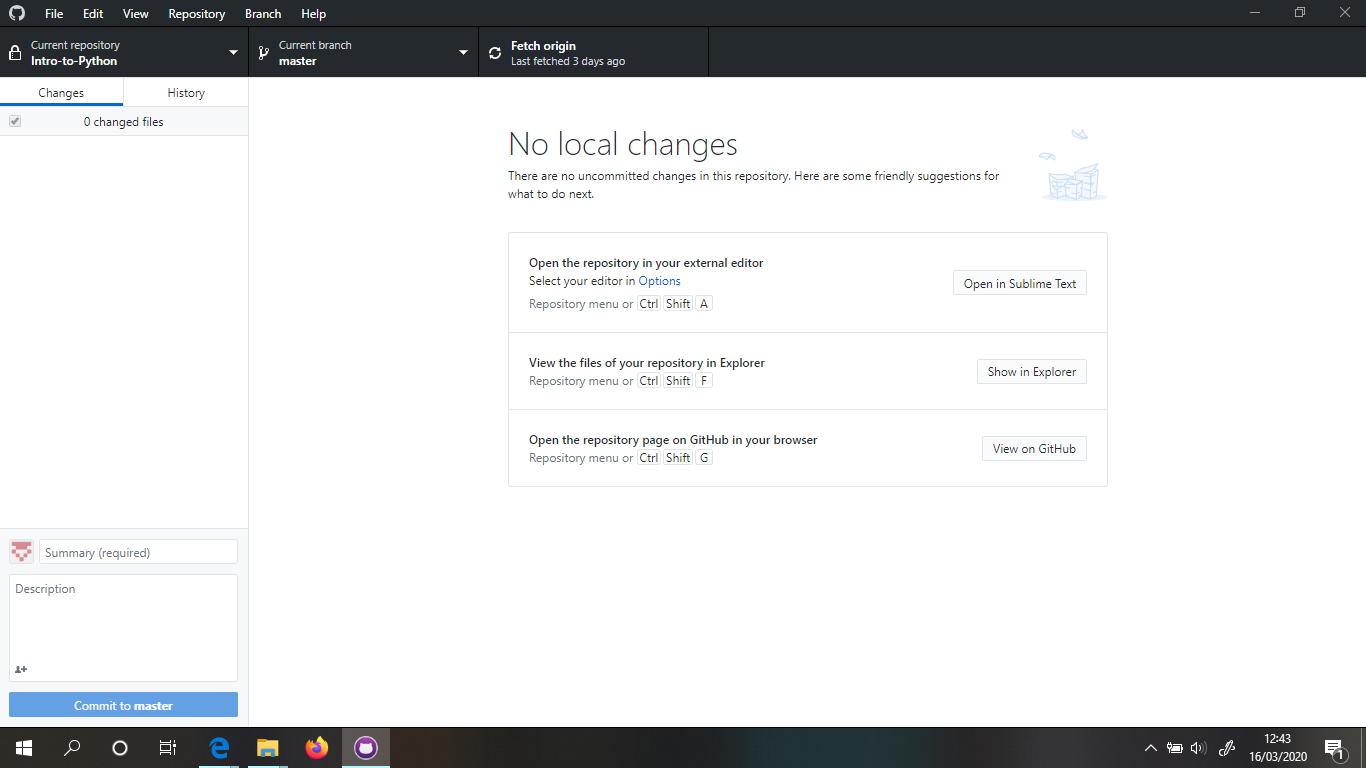 File Edit View Repository Branch Help
Current repository
Intro-to-Python
Current branch
master
Fetch origin
Last fetched 3 days ago
Changes
History
0 changed files
No local changes
There are no uncommitted changes in this repository. Here are some friendly suggestions for
what to do next.
Open the repository in your external editor
Select your editor in Options
Repository menu or Ctrl Shift A
Open in Sublime Text
View the files of your repository in Explorer
Repository menu or Ctrl Shift F
Show in Explorer
Open the repository page on GitHub in your browser
Repository menu or Ctrl Shift G
View on GitHub
Summary (required)
Description
Commit to master
12:43
16/03/2020
1